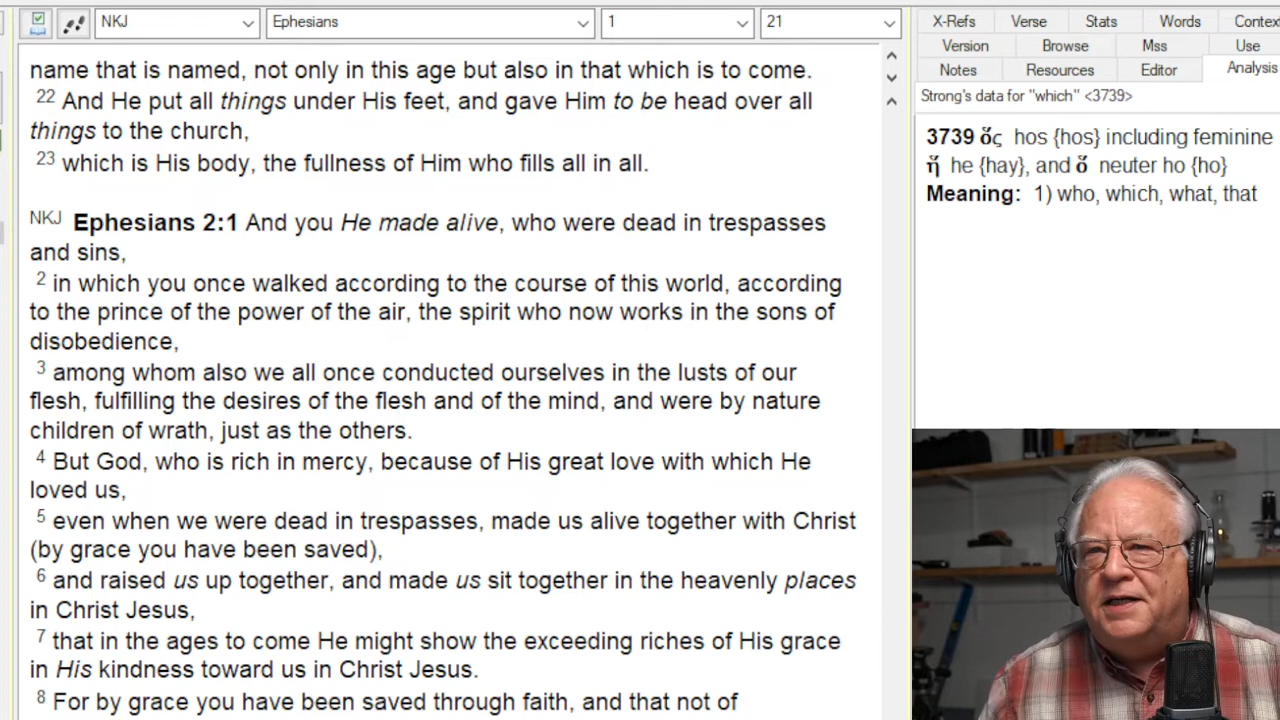 NKJ Ephesians 1 21
name that is named, not only in this age but also in that which is to come.
22 And He put all things under His feet, and gave Him to be head over all
things to the church,
23 which is His body, the fullness of Him who fills all in all.
NKJ Ephesians 2:1 And you He made alive, who were dead in trespasses
and sins,
2 in which you once walked according to the course of this world, according
to the prince of the power of the air, the spirit who now works in the sons of
disobedience,
3 among whom also we all once conducted ourselves in the lusts of our
flesh, fulfilling the desires of the flesh and of the mind, and were by nature
children of wrath, just as the others.
4 But God, who is rich in mercy, because of His great love with which He
loved us,
5 even when we were dead in trespasses, made us alive together with Christ
(by grace you have been saved),
6 and raised us up together, and made us sit together in the heavenly places
in Christ Jesus,
7 that in the ages to come He might show the exceeding riches of His grace
in His kindness toward us in Christ Jesus.
8 For by grace you have been saved through faith, and that not of
X-Refs Verse Stats Words Contex
Version Browse Mss Use
Notes Resources Editor Analysis
Strong's data for "which" <3739>
3739 ὅς hos {hos} including feminine
ἥ he {hay}, and ὅ neuter ho {ho}
Meaning: 1) who, which, what, that